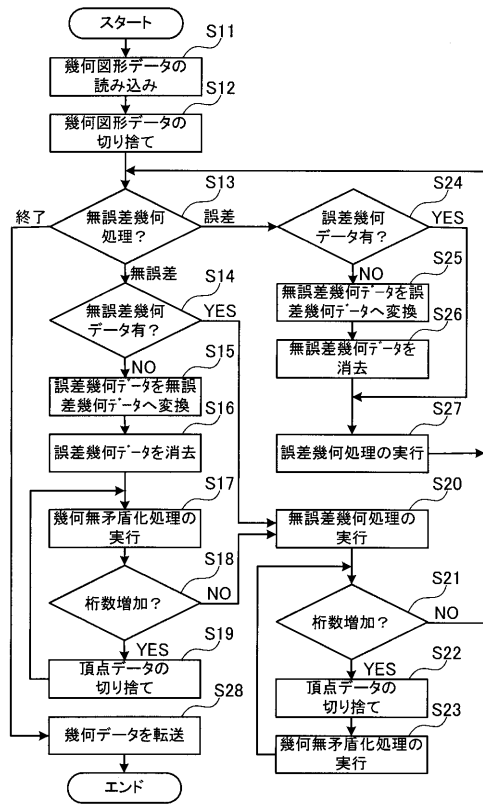 スタート
S11
幾何図形データの
読み込み
S12
幾何図形データの
切り捨て
S13
無誤差幾何
処理?
終了
誤差
無誤差
S24
誤差幾何
データ有?
YES
NO
S25
無誤差幾何データを誤
差幾何データへ変換
S26
無誤差幾何データを
消去
S27
誤差幾何処理の実行
S14
無誤差幾何
データ有?
YES
NO
S15
誤差幾何データを無誤
差幾何データへ変換
S16
誤差幾何データを消去
S17
幾何無矛盾化処理の
実行
S18
桁数増加?
NO
YES
S19
頂点データの
切り捨て
S20
無誤差幾何処理の
実行
S21
桁数増加?
NO
YES
S22
頂点データの
切り捨て
S23
幾何無矛盾化処理の
実行
S28
幾何データを転送
エンド